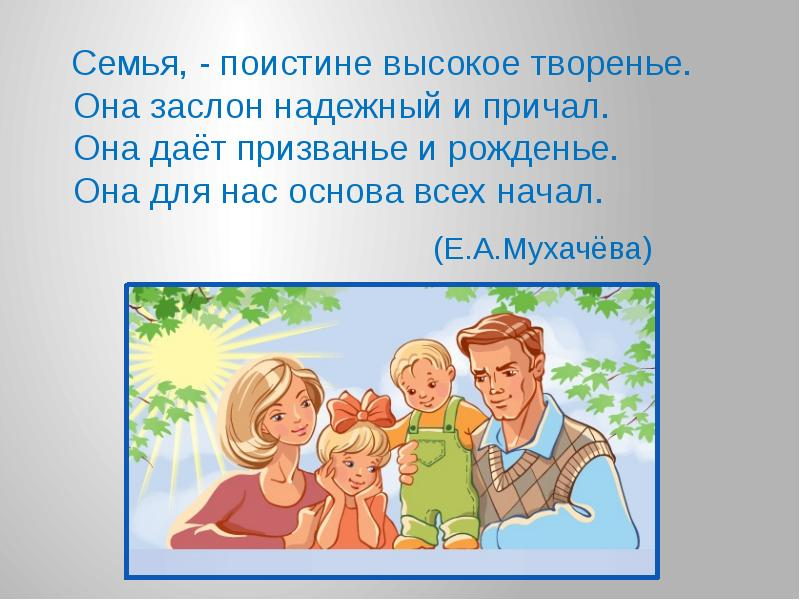 Семья, - поистине высокое творенье.
Она заслон надежный и причал.
Она даёт призванье и рожденье.
Она для нас основа всех начал.
(Е.А.Мухачёва)